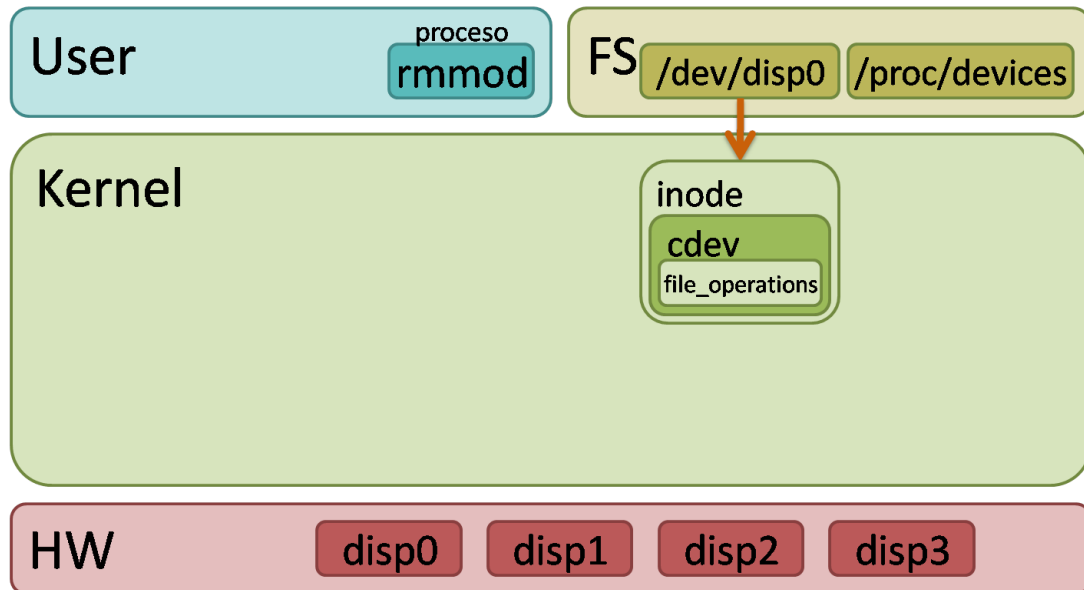 User
proceso
rmmod
FS
/dev/disp0
/proc/devices
Kernel
inode
cdev
file_operations
HW
disp0
disp1
disp2
disp3